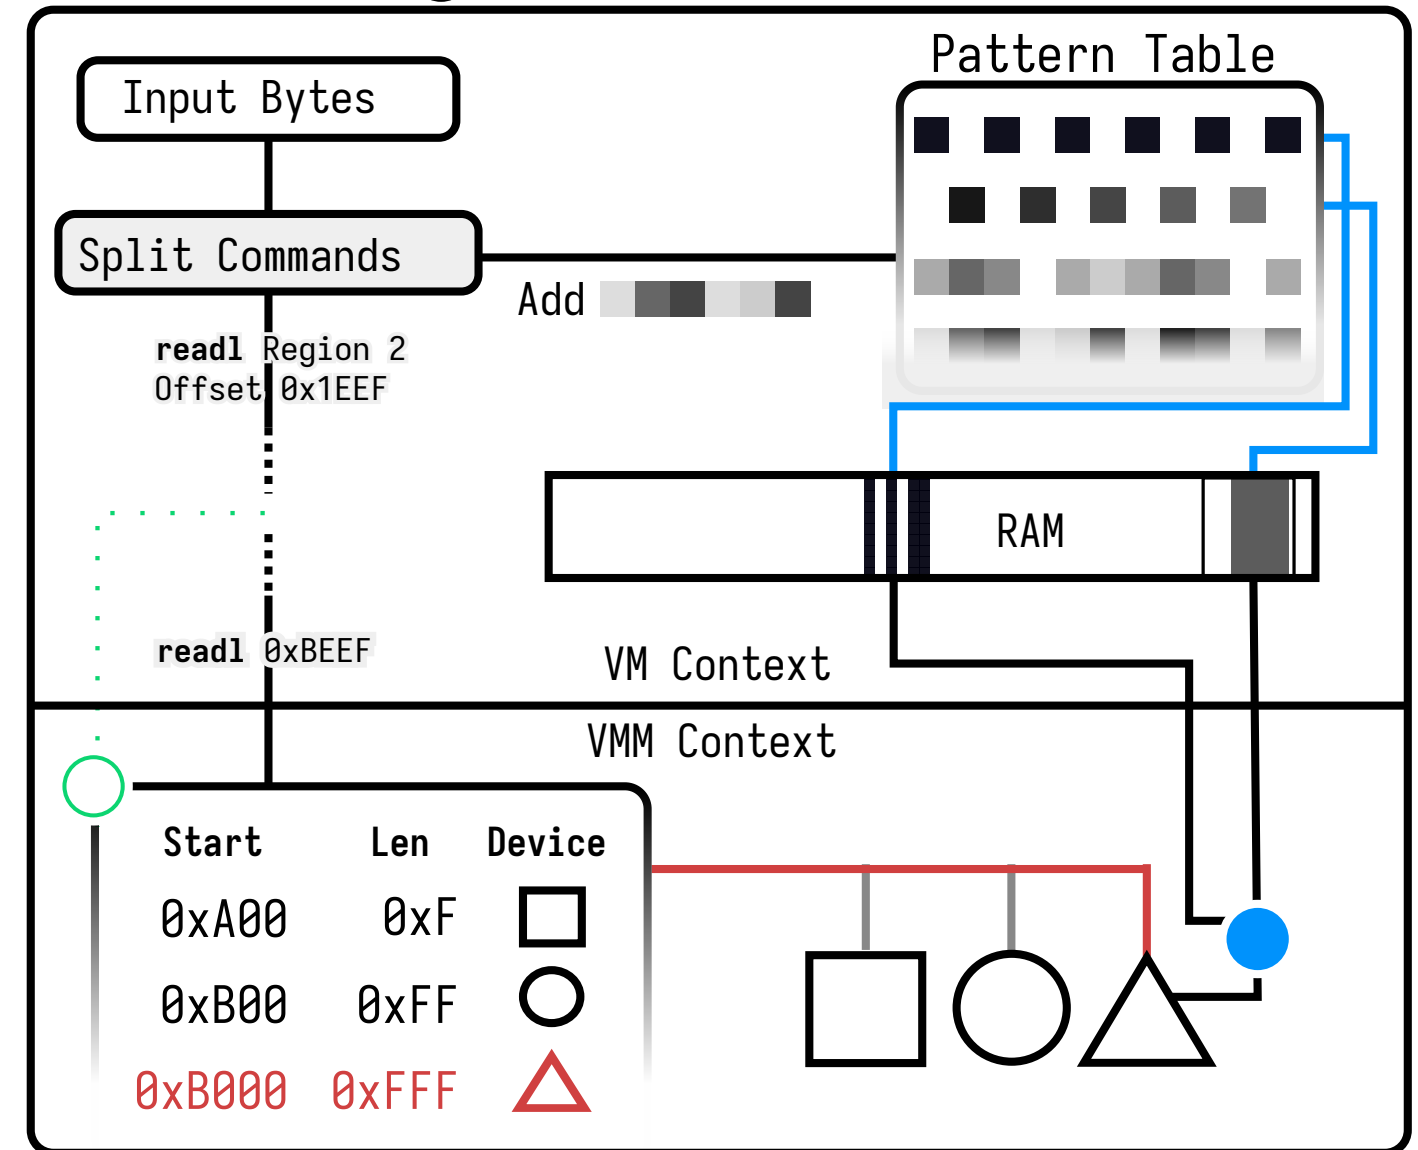 Pattern Table
Input Bytes
Split Commands
Add
readl Region 2
Offset 0x1EEF
RAM
readl 0xBEEF
VM Context
VMM Context
Start Len Device
0xA00 0xF
0xB00 0xFF
0xB000 0xFFF